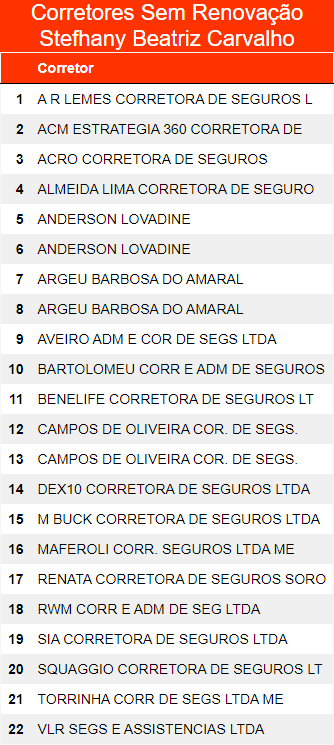 Corretores Sem Renovação
Stefhany Beatriz Carvalho
Corretor
1 A R LEMES CORRETORA DE SEGUROS L
2 ACM ESTRATEGIA 360 CORRETORA DE
3 ACRO CORRETORA DE SEGUROS
4 ALMEIDA LIMA CORRETORA DE SEGURO
5 ANDERSON LOVADINE
6 ANDERSON LOVADINE
7 ARGEU BARBOSA DO AMARAL
8 ARGEU BARBOSA DO AMARAL
9 AVEIRO ADM E COR DE SEGS LTDA
10 BARTOLOMEU CORR E ADM DE SEGUROS
11 BENELIFE CORRETORA DE SEGUROS LT
12 CAMPOS DE OLIVEIRA COR. DE SEGS.
13 CAMPOS DE OLIVEIRA COR. DE SEGS.
14 DEX10 CORRETORA DE SEGUROS LTDA
15 M BUCK CORRETORA DE SEGUROS LTDA
16 MAFEROLI CORR. SEGUROS LTDA ME
17 RENATA CORRETORA DE SEGUROS SORO
18 RWM CORR E ADM DE SEG LTDA
19 SIA CORRETORA DE SEGUROS LTDA
20 SQUAGGIO CORRETORA DE SEGUROS LT
21 TORRINHA CORR DE SEGS LTDA ME
22 VLR SEGS E ASSISTENCIAS LTDA